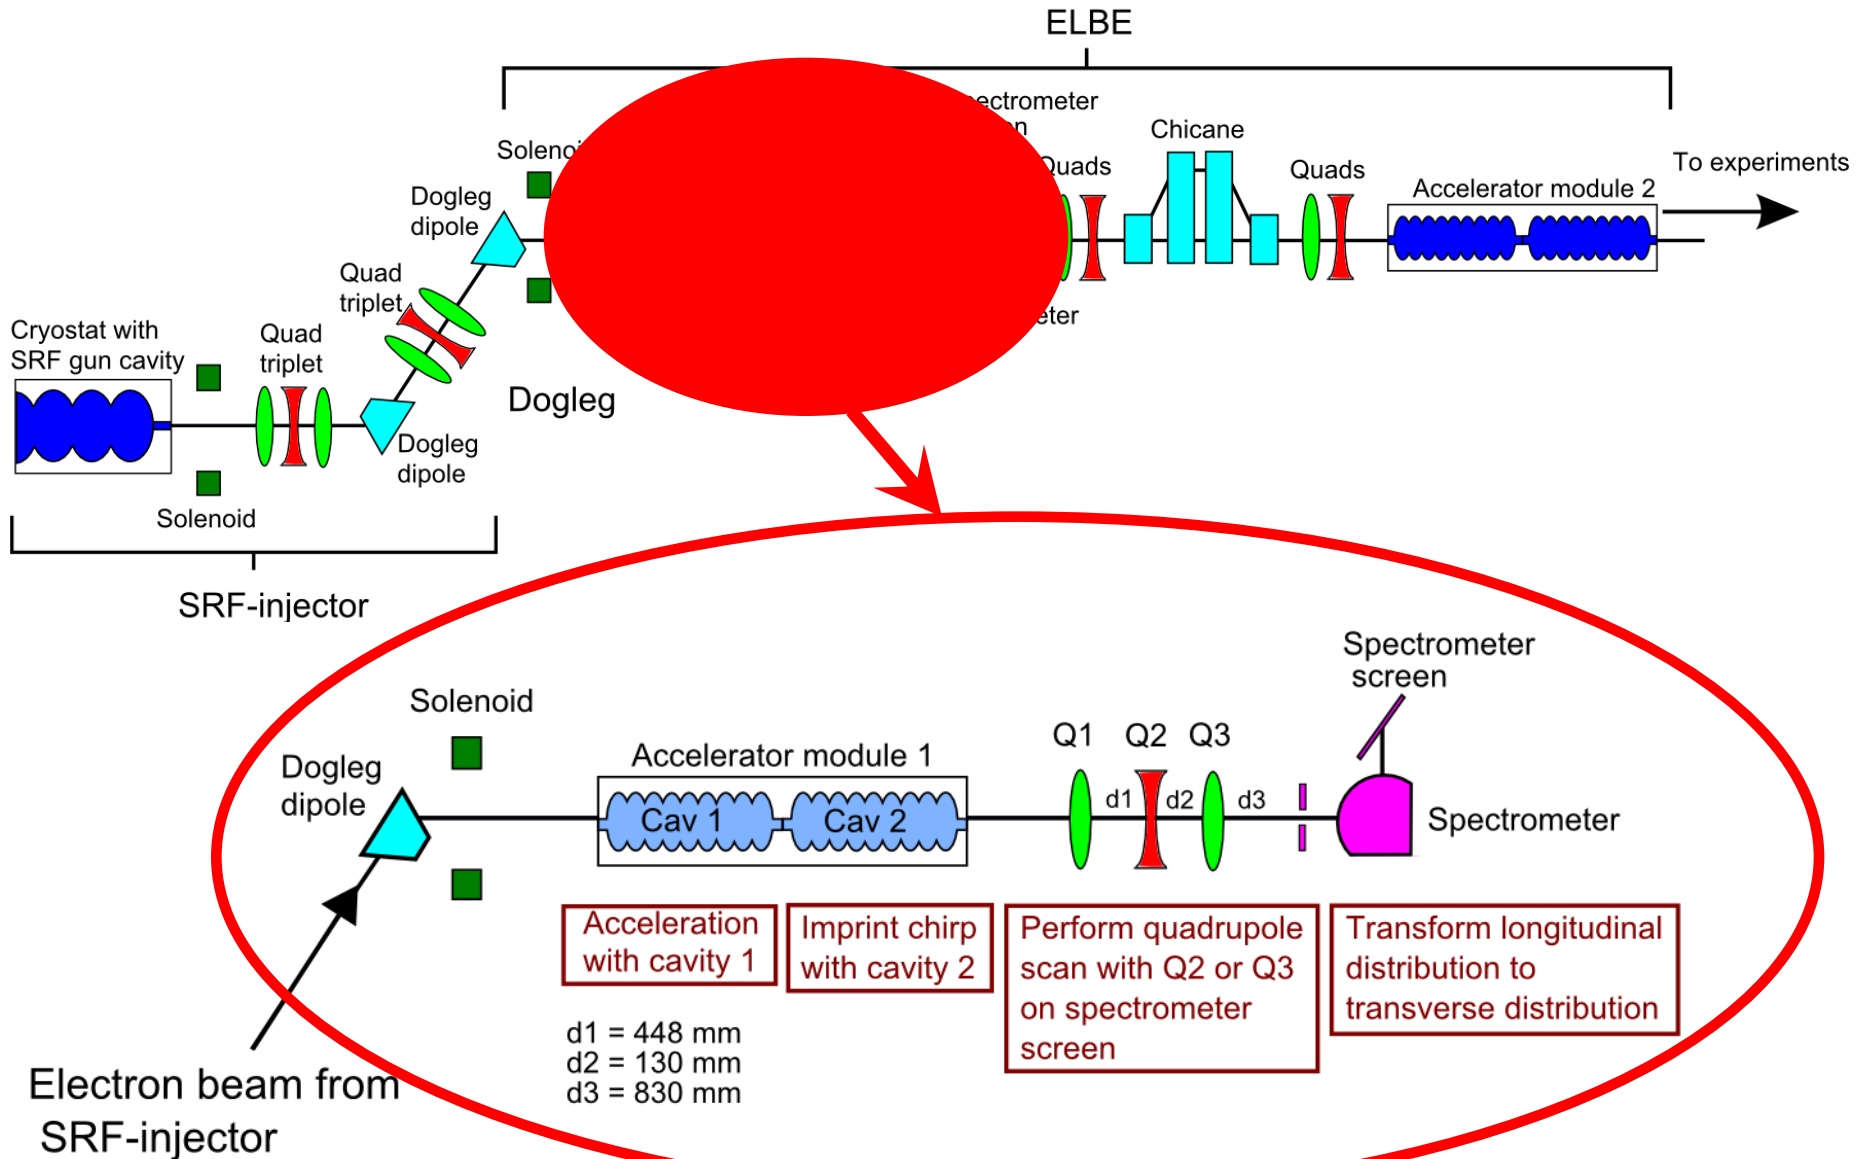 ELBE
Chicane
Quads
Quads
To experiments
Accelerator module 2
Dogleg
dipole
Quad
triplet
Cryostat with
SRF gun cavity
Quad
triplet
Dogleg
Dogleg
dipole
Solenoid
SRF-injector
Spectrometer
screen
Solenoid
Q1 Q2 Q3
Accelerator module 1
Dogleg
dipole
d1 d2 d3
Cav 1 Cav 2
Spectrometer
Acceleration
with cavity 1
Imprint chirp
with cavity 2
Perform quadrupole
scan with Q2 or Q3
on spectrometer
screen
Transform longitudinal
distribution to
transverse distribution
d1 = 448 mm
d2 = 130 mm
d3 = 830 mm
Electron beam from
SRF-injector